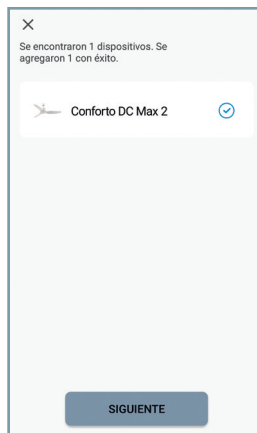 Se encontraron 1 dispositivos. Se
agregaron 1 con éxito.
Conforto DC Max 2
SIGUIENTE